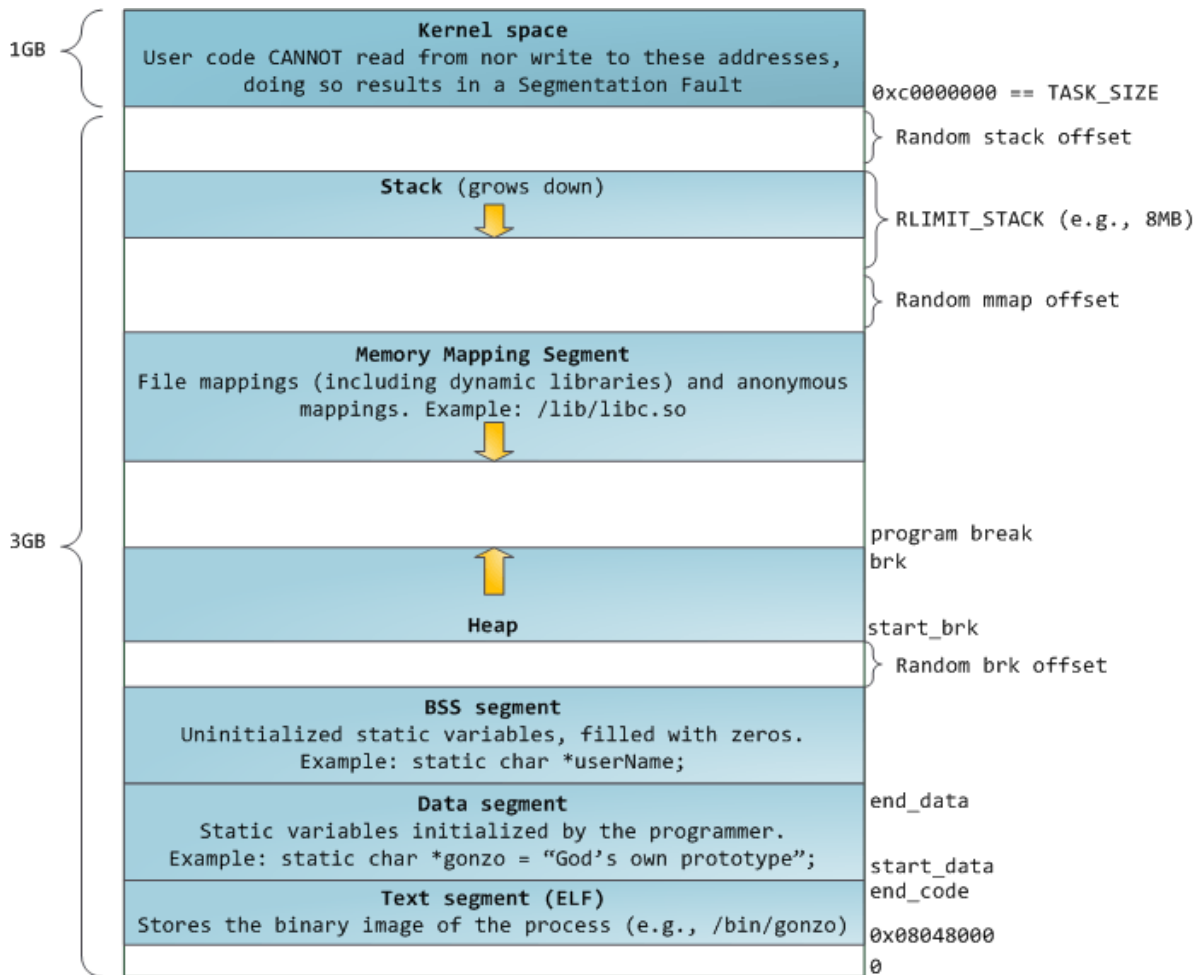 1GB
Kernel space
User code CANNOT read from nor write to these addresses,
doing so results in a Segmentation Fault
0xc0000000 == TASK_SIZE
Random stack offset
Stack (grows down)
RLIMIT_STACK (e.g., 8MB)
Random mmap offset
Memory Mapping Segment
File mappings (including dynamic libraries) and anonymous
mappings. Example: /lib/libc.so
3GB
program break
brk
Heap
start_brk
Random brk offset
BSS segment
Uninitialized static variables, filled with zeros.
Example: static char *userName;
Data segment
end_data
Static variables initialized by the programmer.
Example: static char *gonzo = “God’s own prototype”;
start_data
end_code
Text segment (ELF)
Stores the binary image of the process (e.g., /bin/gonzo)
0x08048000
0